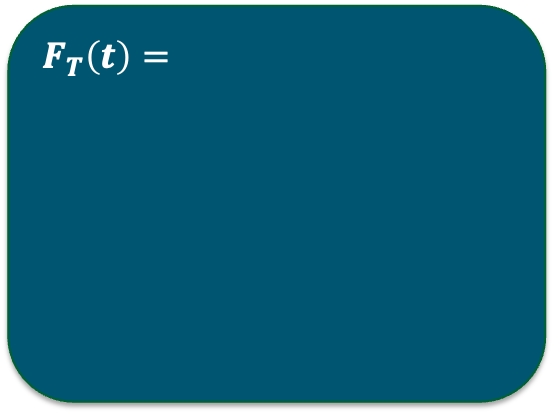 𝑭_𝑻(𝒕) =